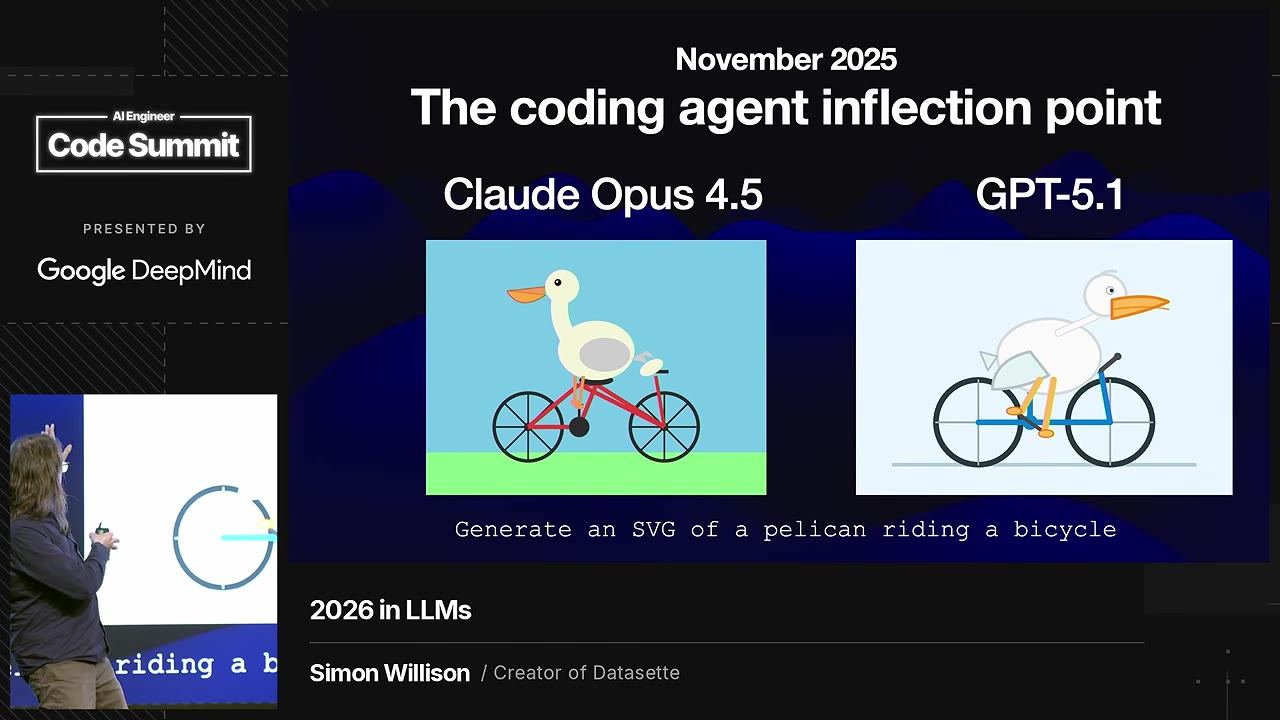 AI Engineer
Code Summit
PRESENTED BY
Google DeepMind
November 2025
The coding agent inflection point
Claude Opus 4.5
GPT-5.1
Generate an SVG of a pelican riding a bicycle
riding a b
2026 in LLMs
Simon Willison / Creator of Datasette